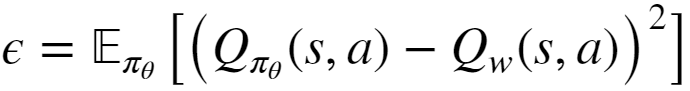 ϵ = 𝔼_{π_θ} [ ( Q_{π_θ}(s, a) − Q_w(s, a) )^2 ]